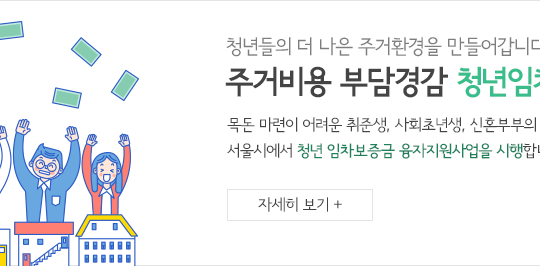 청년들의 더 나은 주거환경을 만들어갑니다
주거비용 부담경감 청년임차
목돈 마련이 어려운 취준생, 사회초년생, 신혼부부의
서울시에서 청년 임차보증금 융자지원사업을 시행합니
자세히 보기 +